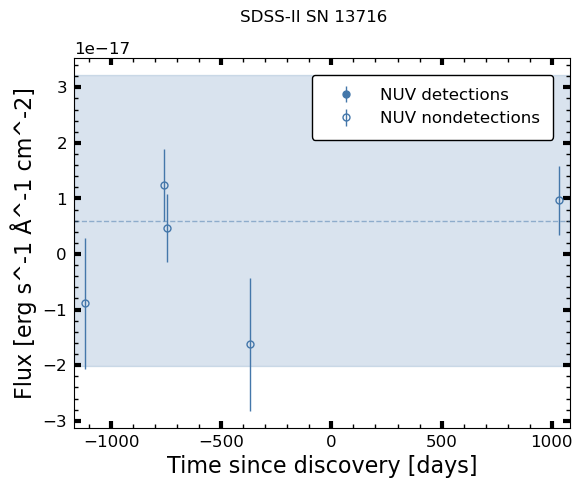 SDSS-II SN 13716
1e−17
NUV detections
NUV nondetections
3
2
1
0
−1
−2
−3
Flux [erg s^-1 Å^-1 cm^-2]
−1000
−500
0
500
1000
Time since discovery [days]